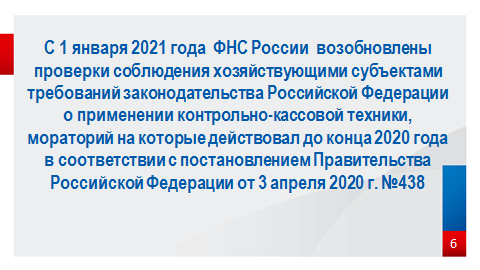 С 1 января 2021 года ФНС России возобновлены
проверки соблюдения хозяйствующими субъектами
требований законодательства Российской Федерации
о применении контрольно-кассовой техники,
мораторий на которые действовал до конца 2020 года
в соответствии с постановлением Правительства
Российской Федерации от 3 апреля 2020 г. №438
6